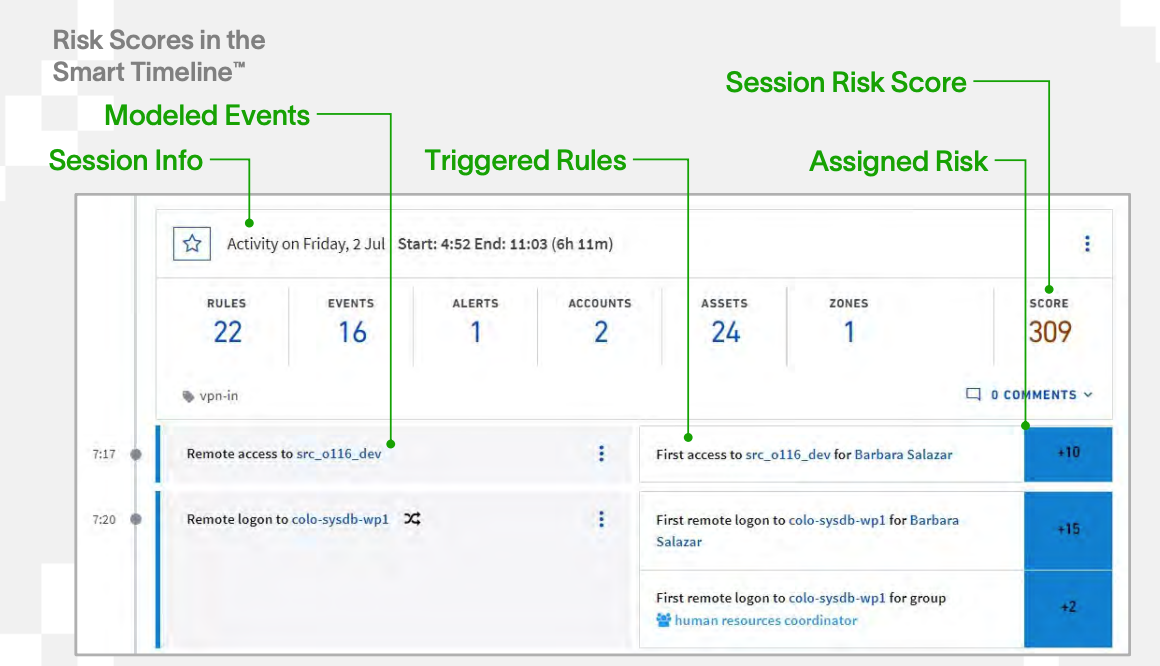 Risk Scores in the
Smart Timeline™
Session Risk Score
Modeled Events
Session Info
Triggered Rules
Assigned Risk
Activity on Friday, 2 Jul Start: 4:52 End: 11:03 (6h 11m)
RULES EVENTS ALERTS ACCOUNTS ASSETS ZONES SCORE
22 16 1 2 24 1 309
vpn-in
0 COMMENTS
7:17 Remote access to src_o116_dev First access to src_o116_dev for Barbara Salazar +10
7:20 Remote logon to colo-sysdb-wp1 First remote logon to colo-sysdb-wp1 for Barbara
Salazar
+15
First remote logon to colo-sysdb-wp1 for group
human resources coordinator
+2